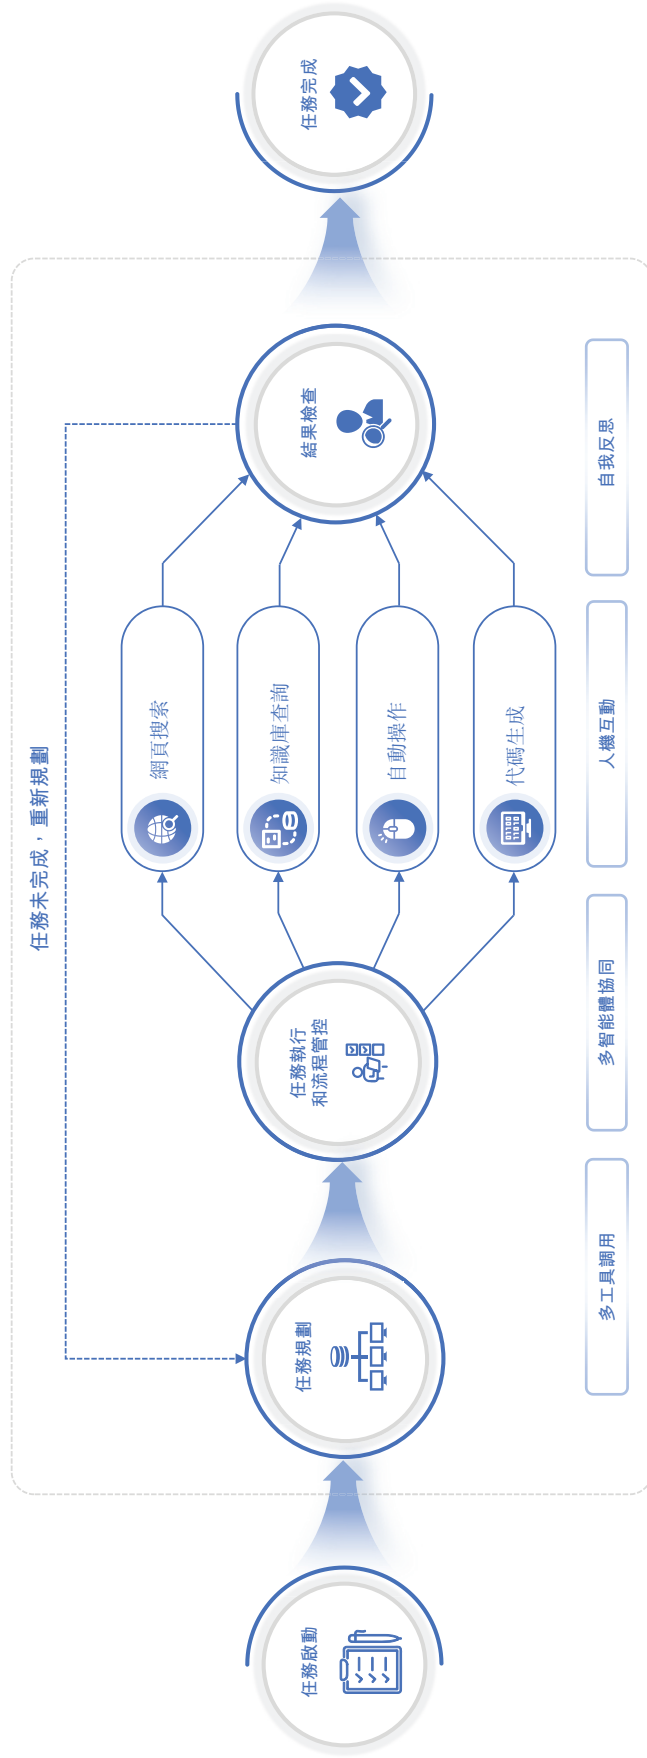 任務未完成，重新規劃
任務啟動
任務規劃
任務執行
和流程管控
網頁搜索
知識庫查詢
自動操作
代碼生成
結果檢查
任務完成
多工具調用
多智能體協同
人機互動
自我反思